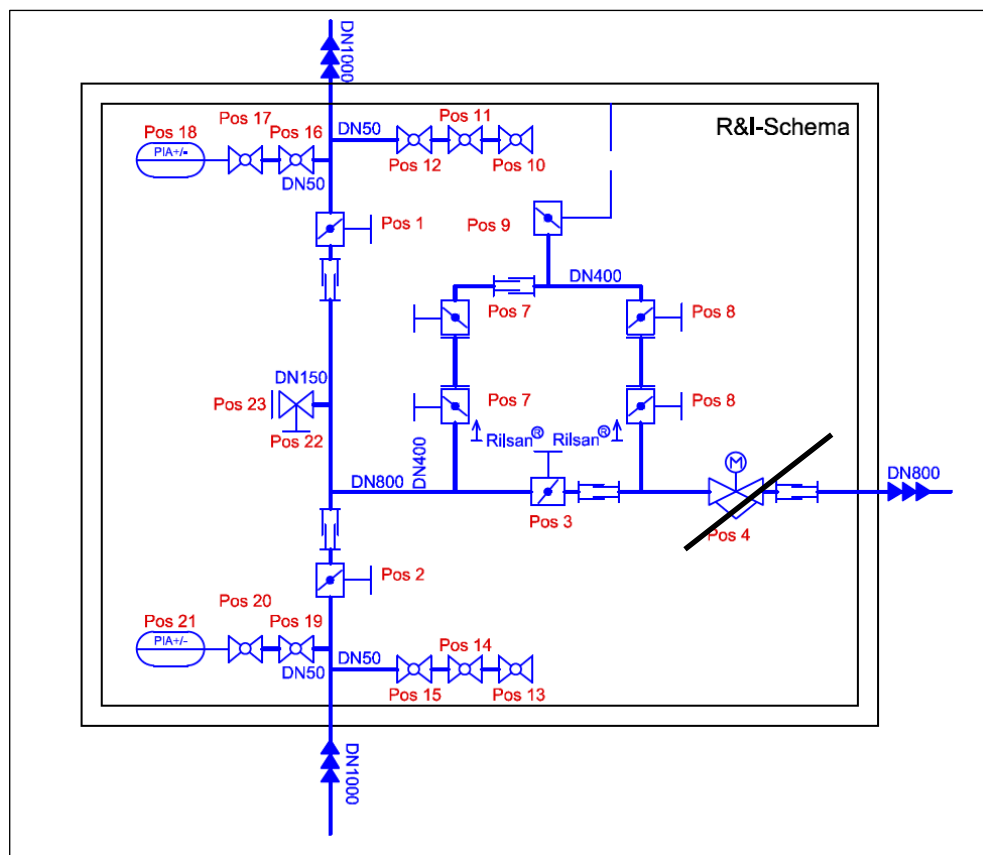 DN1000
R&I-Schema
Pos 17
Pos 18
Pos 16
PIA+/-
DN50
DN50
Pos 11
Pos 12
Pos 10
Pos 1
Pos 9
DN400
Pos 7
Pos 8
DN150
Pos 23
Pos 22
Pos 7
Pos 8
Rilsan®
Rilsan®
DN400
M
DN800
DN800
Pos 3
Pos 4
Pos 2
Pos 20
Pos 21
Pos 19
PIA+/-
DN50
DN50
Pos 14
Pos 15
Pos 13
DN1000